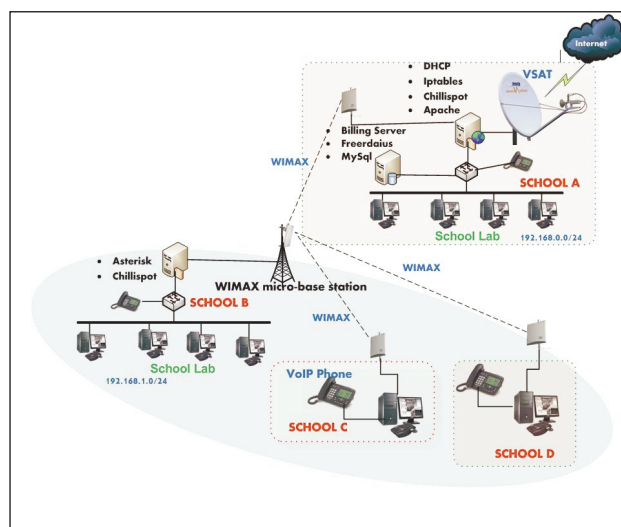 Internet
• DHCP
VSAT
• Iptables
• Chillispot
• Apache
• Billing Server
• Freerdaius
• MySql
WIMAX
SCHOOL A
School Lab
192.168.0.0/24
• Asterisk
• Chillispot
WIMAX
WIMAX micro-base station
SCHOOL B
WIMAX
School Lab
192.168.1.0/24
VoIP Phone
SCHOOL C
SCHOOL D